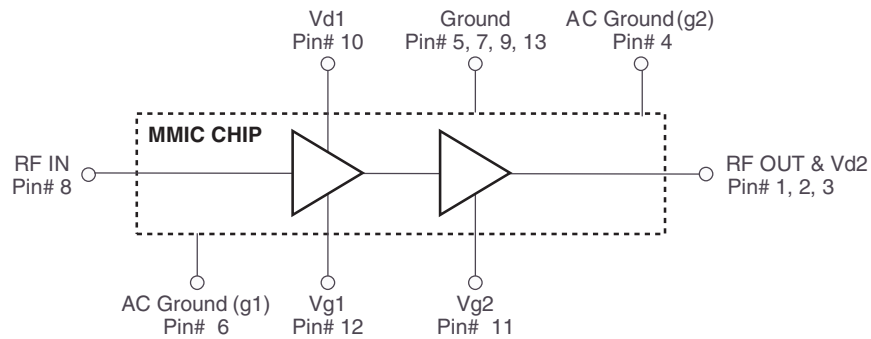 Vd1
Pin# 10
Ground
Pin# 5, 7, 9, 13
AC Ground (g2)
Pin# 4
MMIC CHIP
RF IN
Pin# 8
RF OUT & Vd2
Pin# 1, 2, 3
AC Ground (g1)
Pin# 6
Vg1
Pin# 12
Vg2
Pin# 11